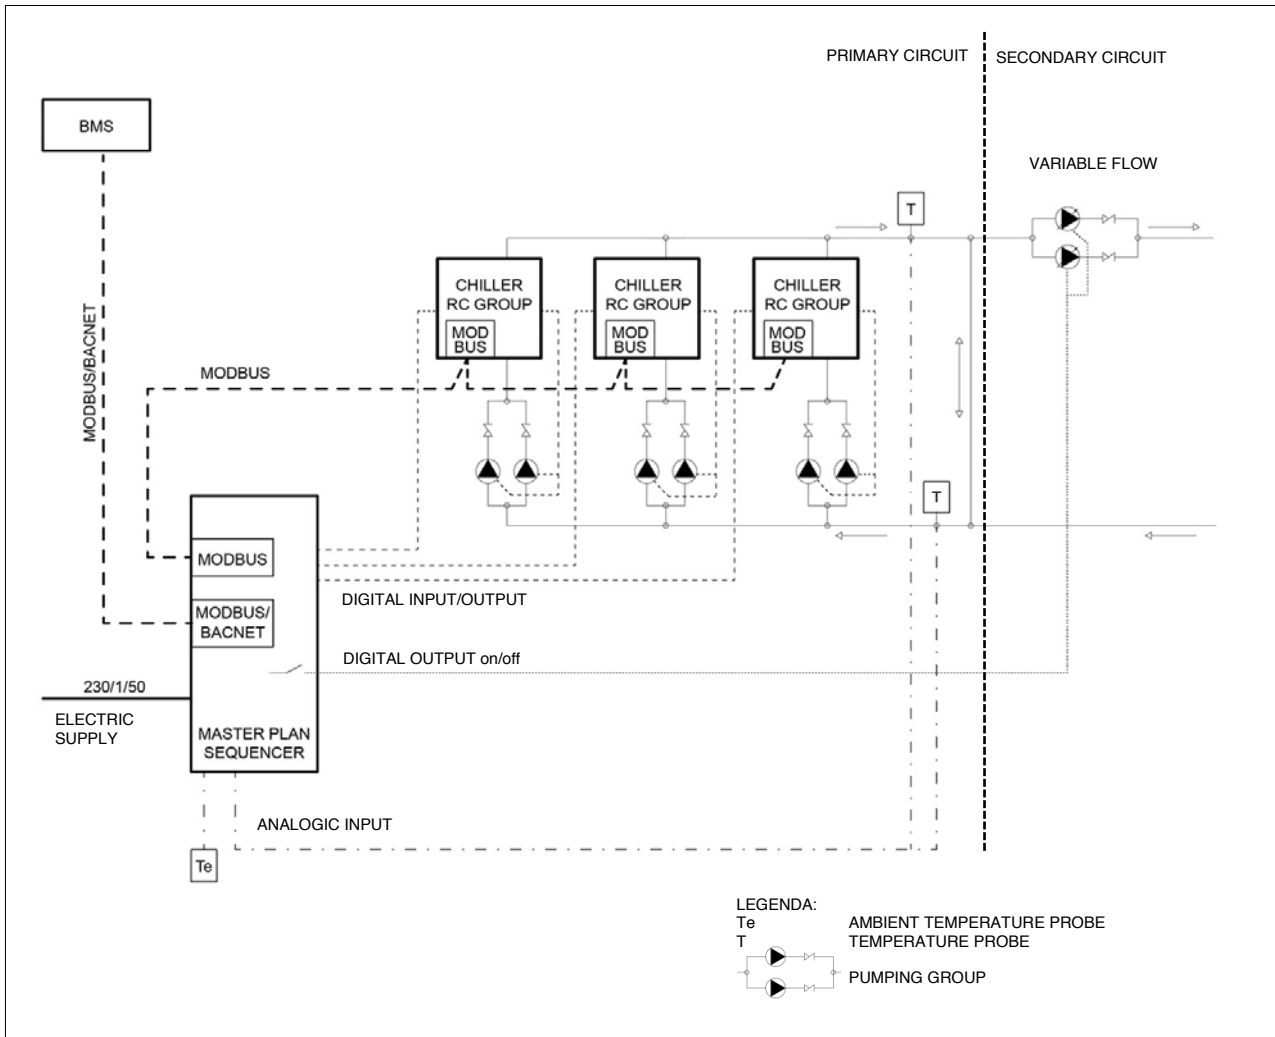 PRIMARY CIRCUIT
SECONDARY CIRCUIT
BMS
VARIABLE FLOW
T
CHILLER
RC GROUP
MOD
BUS
CHILLER
RC GROUP
MOD
BUS
CHILLER
RC GROUP
MOD
BUS
MODBUS/BACNET
MODBUS
T
MODBUS
MODBUS/
BACNET
DIGITAL INPUT/OUTPUT
DIGITAL OUTPUT on/off
230/1/50
ELECTRIC
SUPPLY
MASTER PLAN
SEQUENCER
ANALOGIC INPUT
Te
LEGENDA:
Te AMBIENT TEMPERATURE PROBE
T TEMPERATURE PROBE
PUMPING GROUP